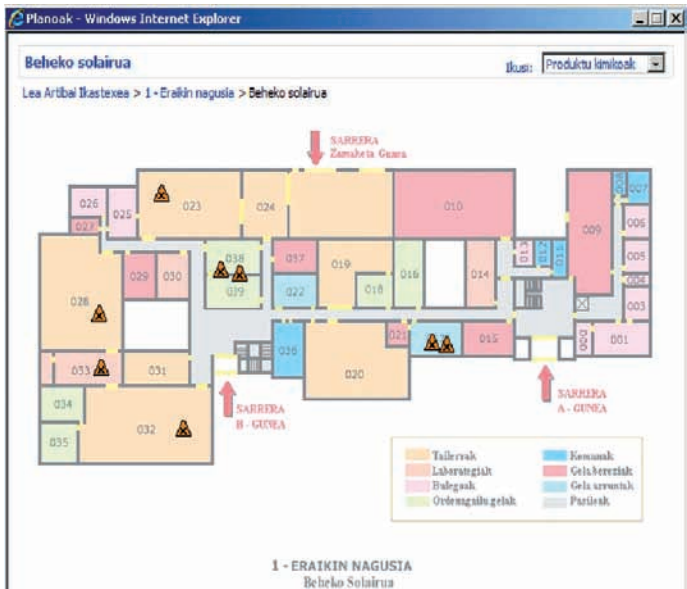 Planoak - Windows Internet Explorer
Beheko solairua
Ikusi: Produktu kimikoak
Lea Artibai Ikastexea > 1 - Eraikin nagusia > Beheko solairua
SARRERA
Zamaketa Gunea
026
025
023
024
010
008
007
027
009
006
038
037
019
016
014
013
012
011
005
029
030
039
022
018
004
028
003
036
021
015
000
001
033
031
020
034
032
035
SARRERA
B - GUNEA
SARRERA
A - GUNEA
Tailerrak
Komunak
Laborategiak
Gela bereziak
Bulegoak
Gela arruntak
Ordenagailu gelak
Pasilloak
1 - ERAIKIN NAGUSIA
Beheko Solairua